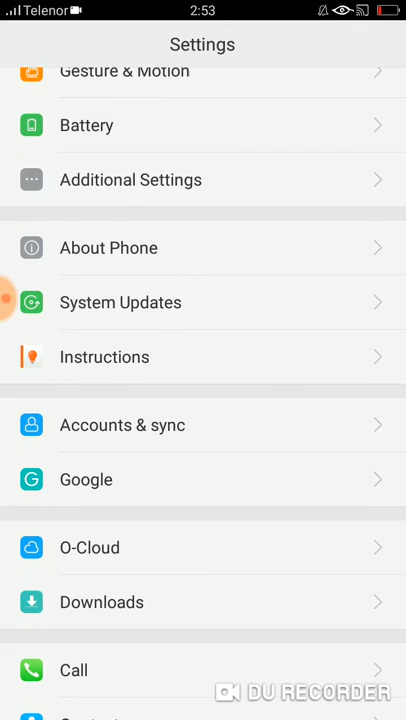 Telenor 2:53
Settings
Gesture & Motion
Battery
Additional Settings
About Phone
System Updates
Instructions
Accounts & sync
Google
O-Cloud
Downloads
Call
DU RECORDER